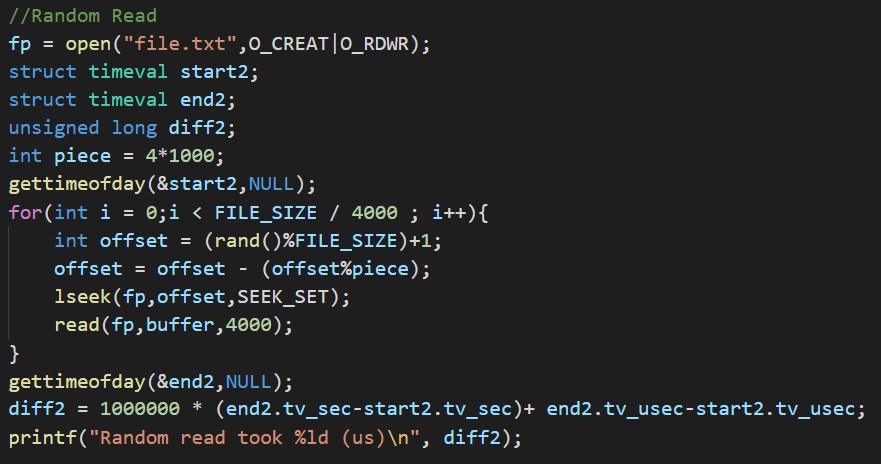 //Random Read
fp = open("file.txt",O_CREAT|O_RDWR);
struct timeval start2;
struct timeval end2;
unsigned long diff2;
int piece = 4*1000;
gettimeofday(&start2,NULL);
for(int i = 0;i < FILE_SIZE / 4000 ; i++){
    int offset = (rand()%FILE_SIZE)+1;
    offset = offset - (offset%piece);
    lseek(fp,offset,SEEK_SET);
    read(fp,buffer,4000);
}
gettimeofday(&end2,NULL);
diff2 = 1000000 * (end2.tv_sec-start2.tv_sec)+ end2.tv_usec-start2.tv_usec;
printf("Random read took %ld (us)\n", diff2);